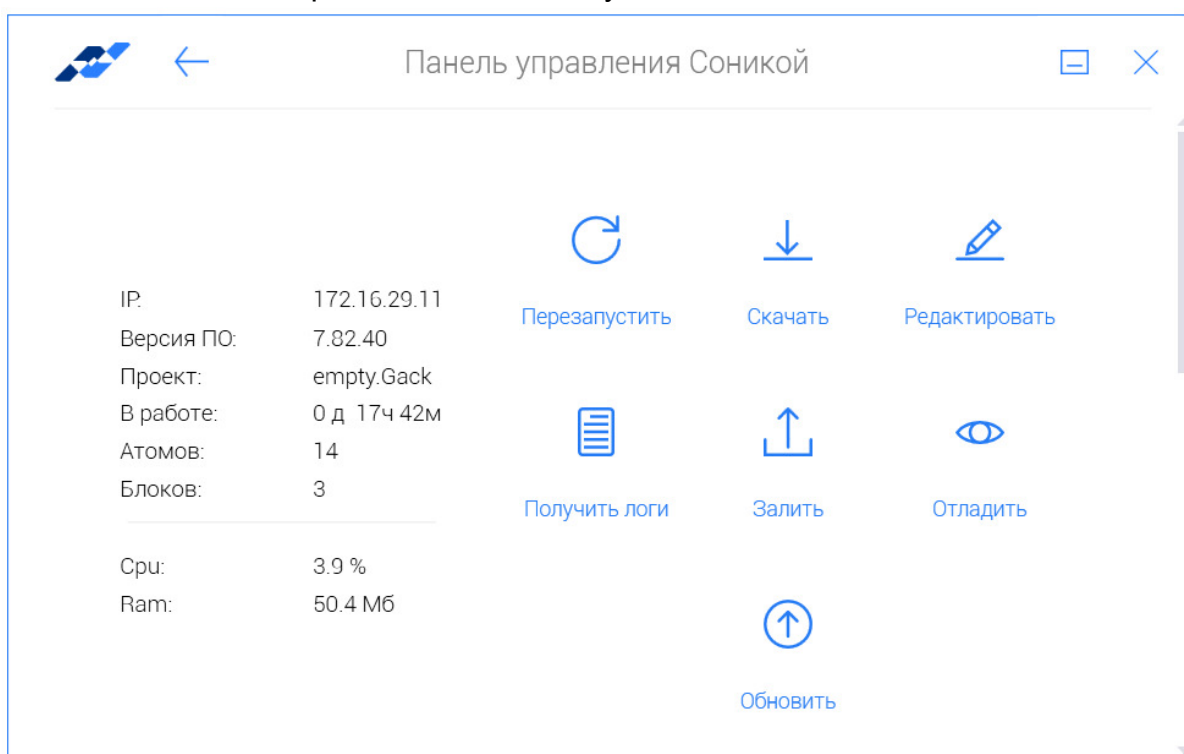 Панель управления Соникой
IP: 172.16.29.11
Версия ПО: 7.82.40
Проект: empty.Gack
В работе: 0 д 17ч 42м
Атомов: 14
Блоков: 3
Cpu: 3.9 %
Ram: 50.4 Мб
Перезапустить
Скачать
Редактировать
Получить логи
Залить
Отладить
Обновить